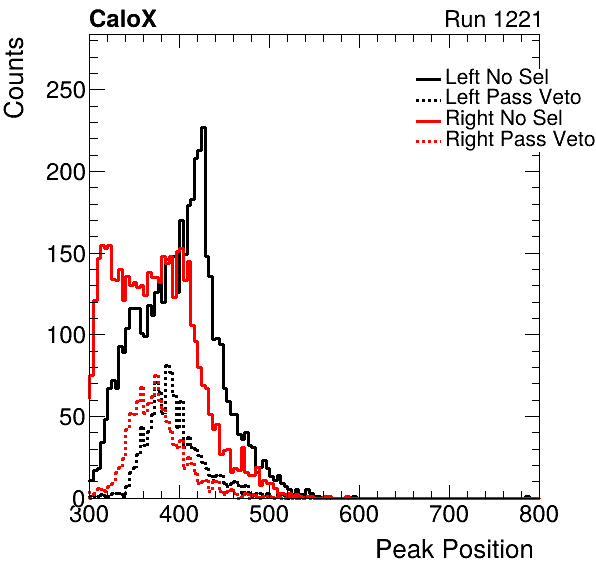 CaloX Run 1221
Counts
Left No Sel
Left Pass Veto
Right No Sel
Right Pass Veto
250
200
150
100
50
0
300 400 500 600 700 800
Peak Position